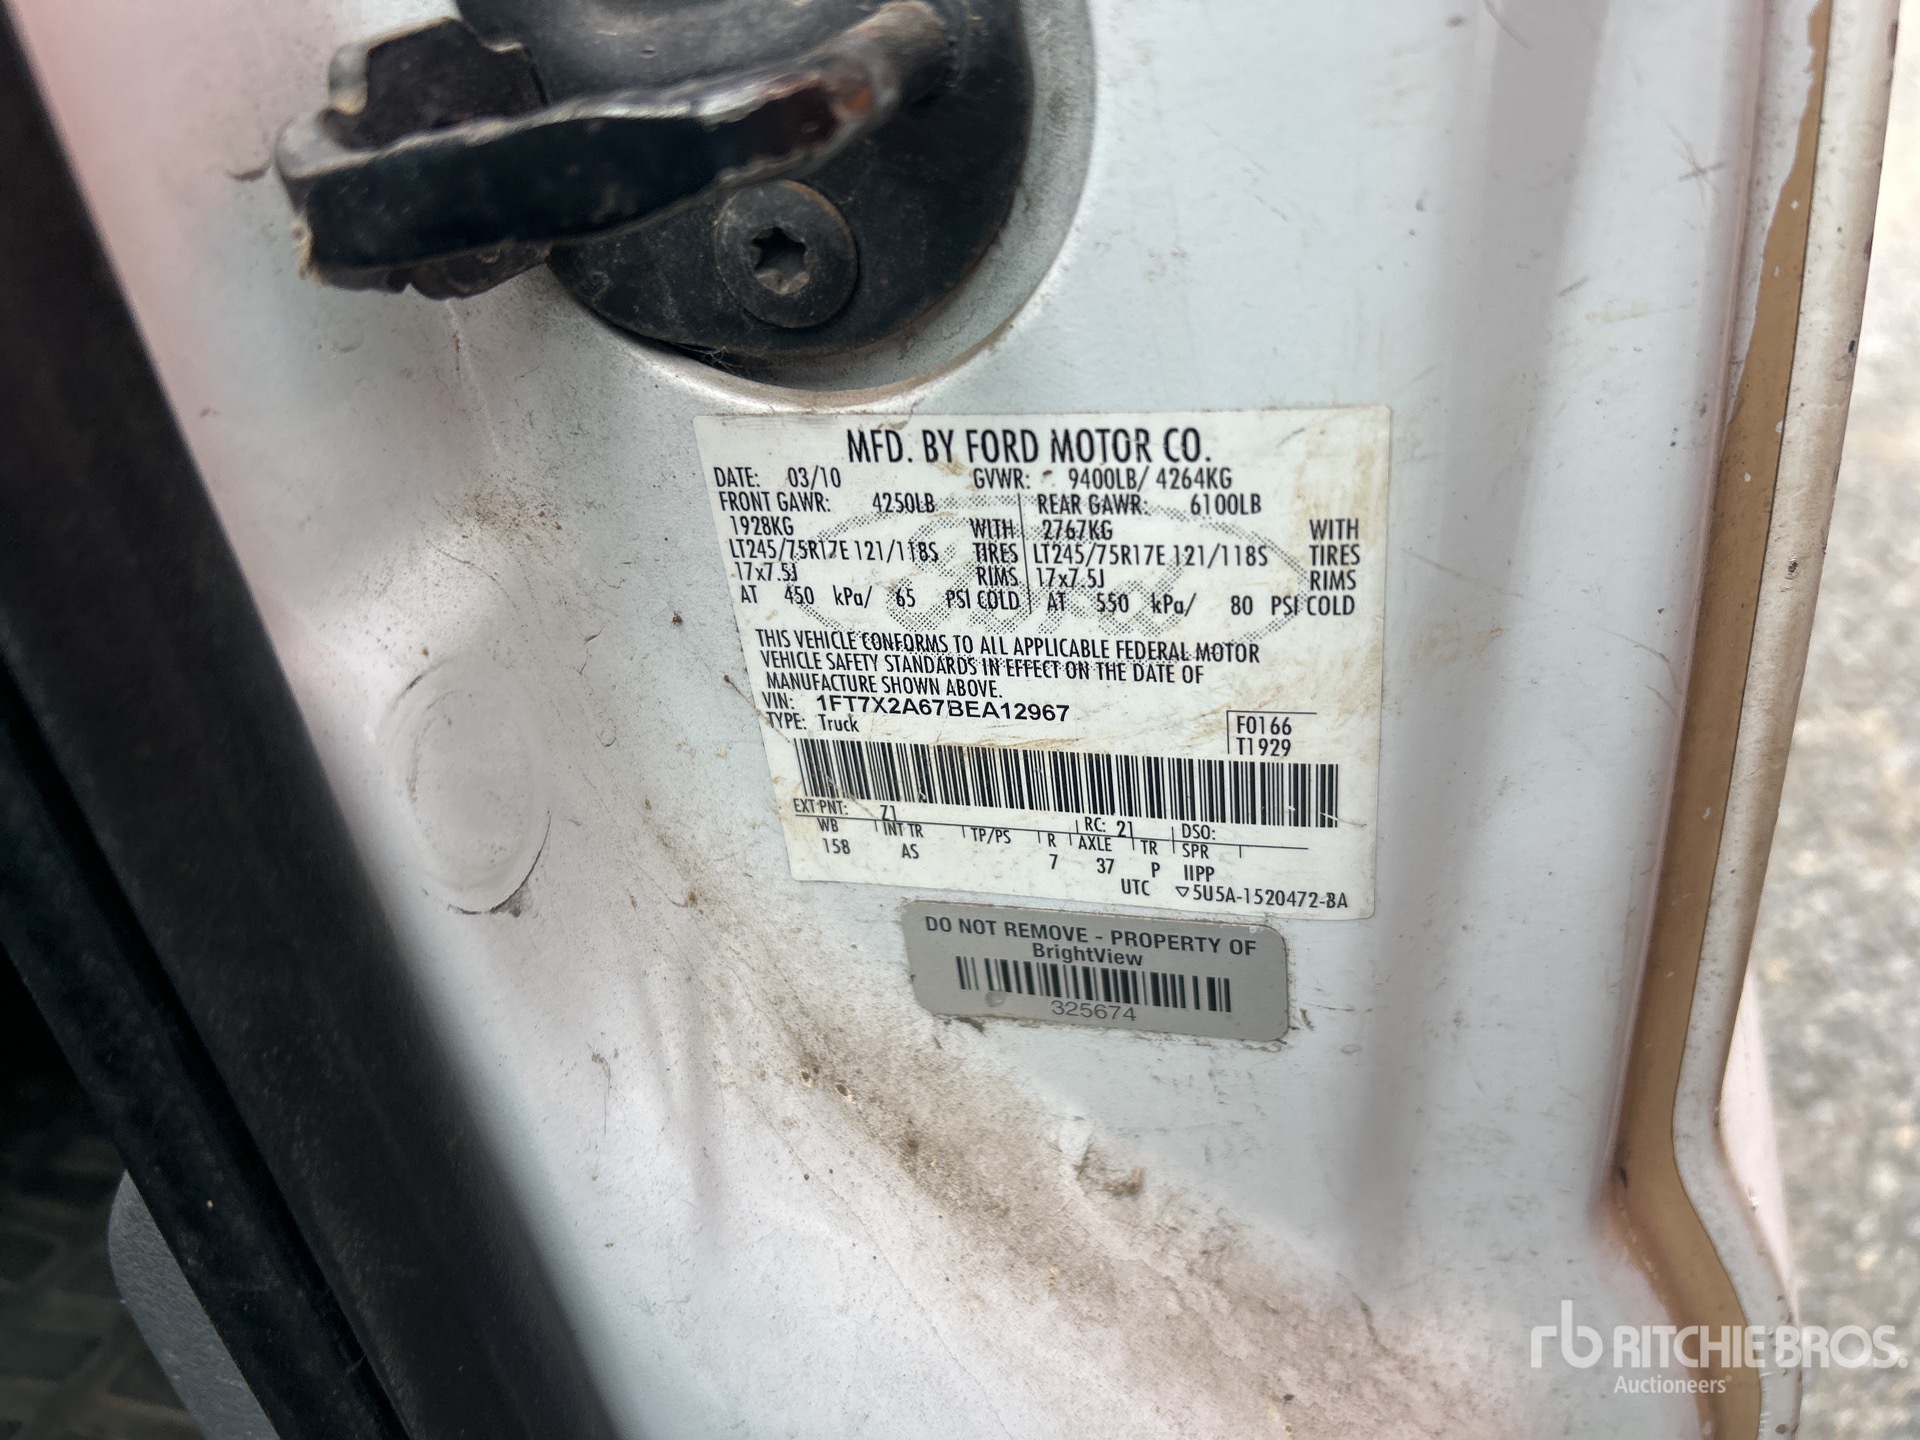 MFD. BY FORD MOTOR CO.
DATE: 03/10 GVWR: 9400LB/ 4264KG
FRONT GAWR: 4250LB REAR GAWR: 6100LB
1928KG WITH 2767KG WITH
LT245/75R17E 121/118S TIRES LT245/75R17E 121/118S TIRES
17x7.5J RIMS 17x7.5J RIMS
AT 450 kPa/ 65 PSI COLD AT 550 kPa/ 80 PSI COLD
THIS VEHICLE CONFORMS TO ALL APPLICABLE FEDERAL MOTOR
VEHICLE SAFETY STANDARDS IN EFFECT ON THE DATE OF
MANUFACTURE SHOWN ABOVE.
VIN: 1FT7X2A67BEA12967
TYPE: Truck
F0166
T1929
EXT PNT: Z1 RC: 21 DSO:
WB INT TR TP/PS R AXLE TR SPR
158 AS 7 37 P IIPP
UTC ▽5U5A-1520472-BA
DO NOT REMOVE - PROPERTY OF
BrightView
325674
rb RITCHIE BROS.
Auctioneers